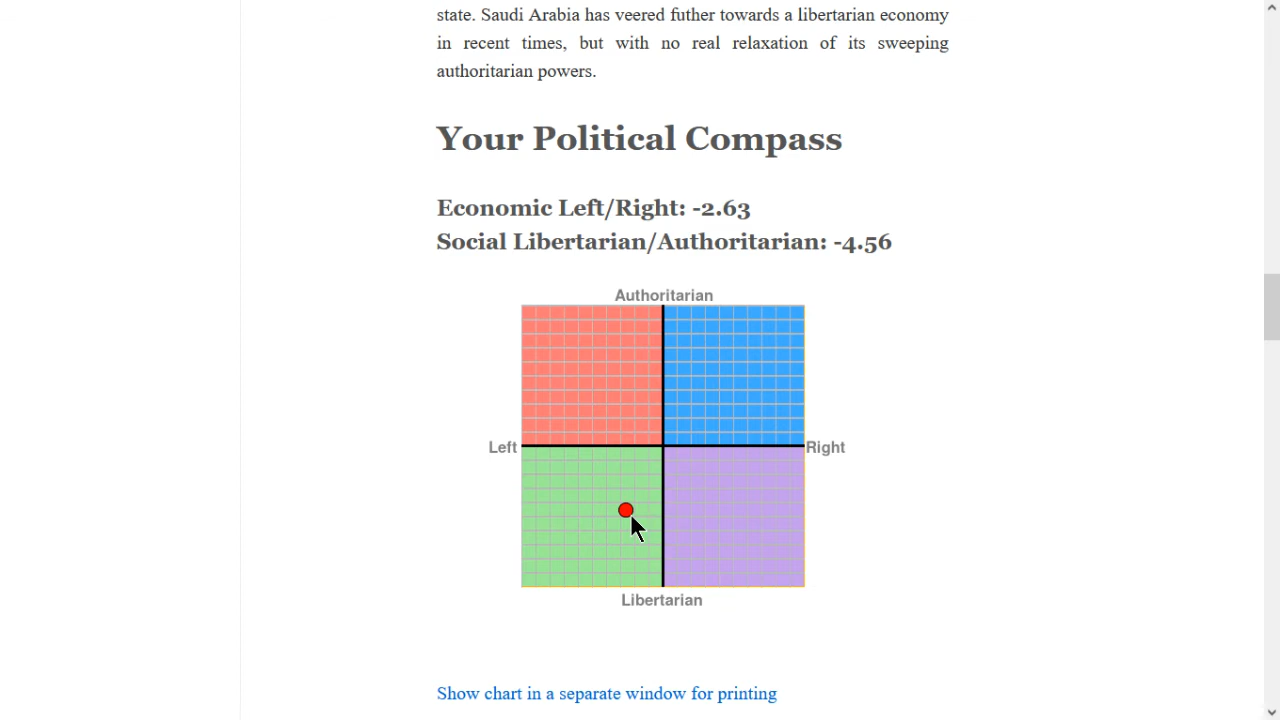 state. Saudi Arabia has veered futher towards a libertarian economy
in recent times, but with no real relaxation of its sweeping
authoritarian powers.
Your Political Compass
Economic Left/Right: -2.63
Social Libertarian/Authoritarian: -4.56
Authoritarian
Left
Right
Libertarian
Show chart in a separate window for printing